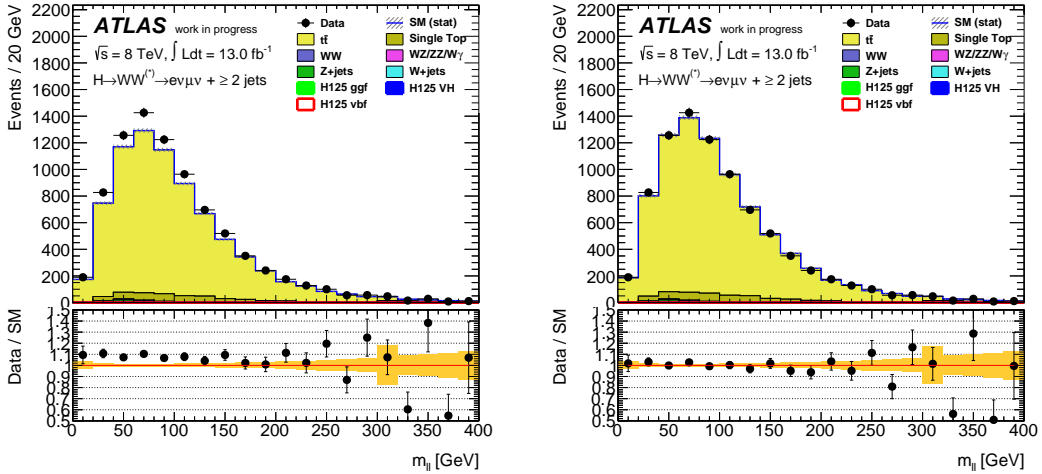 Events / 20 GeV
2200
2000
1800
1600
1400
1200
1000
800
600
400
200
0
ATLAS work in progress
√s = 8 TeV, ∫ Ldt = 13.0 fb⁻¹
H→WW(*)→eνμν + ≥ 2 jets
Data
SM (stat)
tt̄
Single Top
WW
WZ/ZZ/Wγ
Z+jets
W+jets
H125 ggf
H125 VH
H125 vbf
Data / SM
1.5
1.4
1.3
1.2
1.1
1
0.9
0.8
0.7
0.6
0.5
0 50 100 150 200 250 300 350 400
m_ll [GeV]
Events / 20 GeV
2200
2000
1800
1600
1400
1200
1000
800
600
400
200
0
ATLAS work in progress
√s = 8 TeV, ∫ Ldt = 13.0 fb⁻¹
H→WW(*)→eνμν + ≥ 2 jets
Data
SM (stat)
tt̄
Single Top
WW
WZ/ZZ/Wγ
Z+jets
W+jets
H125 ggf
H125 VH
H125 vbf
Data / SM
1.5
1.4
1.3
1.2
1.1
1
0.9
0.8
0.7
0.6
0.5
0 50 100 150 200 250 300 350 400
m_ll [GeV]